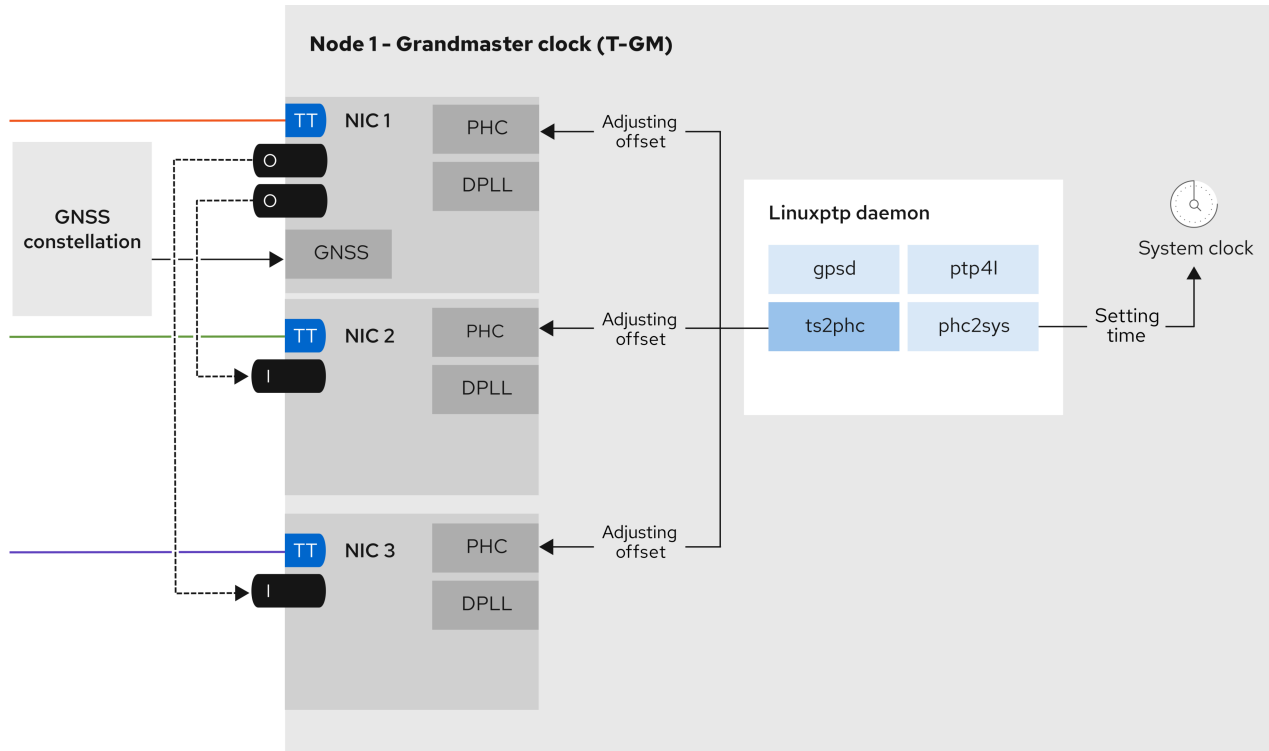 Node 1 - Grandmaster clock (T-GM)
TT
NIC 1
PHC
O
DPLL
O
GNSS
GNSS
constellation
Adjusting
offset
TT
NIC 2
PHC
I
DPLL
Adjusting
offset
TT
NIC 3
PHC
I
DPLL
Adjusting
offset
Linuxptp daemon
gpsd
ptp4l
ts2phc
phc2sys
Setting
time
System clock